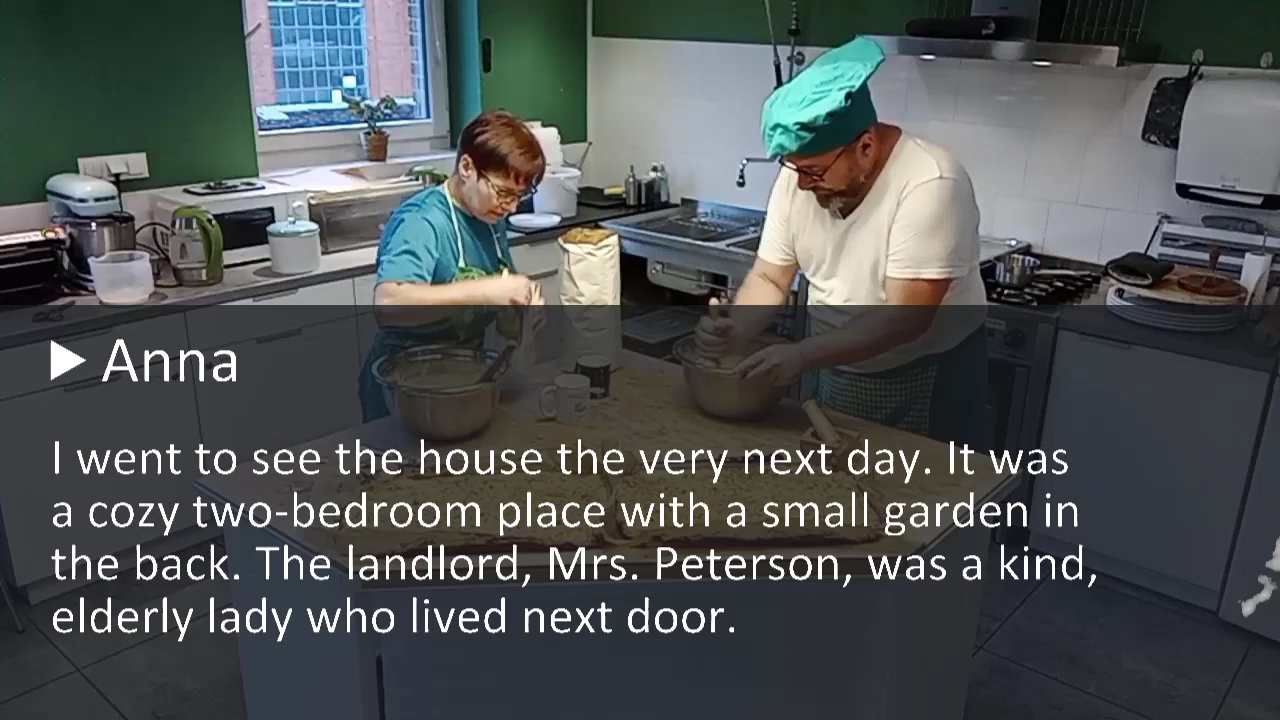 Anna
I went to see the house the very next day. It was
a cozy two-bedroom place with a small garden in
the back. The landlord, Mrs. Peterson, was a kind,
elderly lady who lived next door.